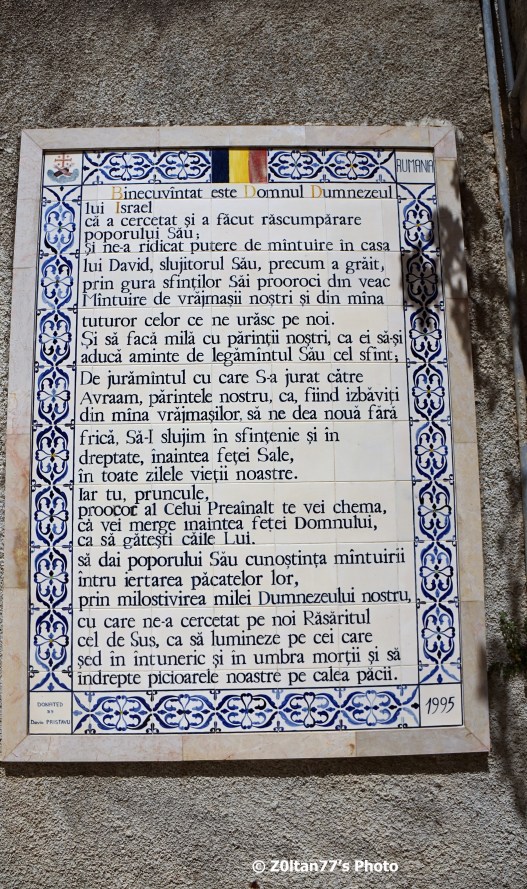 RUMANIA
Binecuvîntat este Domnul Dumnezeul
lui Israel
că a cercetat şi a făcut răscumpărare
poporului Său;
Şi ne-a ridicat putere de mîntuire în casa
lui David, slujitorul Său, precum a grăit,
prin gura sfinţilor Săi prooroci din veac
Mîntuire de vrăjmaşii noştri şi din mîna
tuturor celor ce ne urăsc pe noi.
Şi să facă milă cu părinţii noştri, ca ei să-şi
aducă aminte de legămîntul Său cel sfînt;
De jurămîntul cu care S-a jurat către
Avraam, părintele nostru, ca, fiind izbăviţi
din mîna vrăjmaşilor, să ne dea nouă fără
frică, Să-I slujim în sfinţenie şi în
dreptate, înaintea feţei Sale,
în toate zilele vieţii noastre.
Iar tu, pruncule,
proocor al Celui Preaînalt te vei chema,
că vei merge inaintea feţei Domnului,
ca să găteşti căile Lui.
să dai poporului Său cunoştinţa mîntuirii
întru iertarea păcatelor lor,
prin milostivirea milei Dumnezeului nostru,
cu care ne-a cercetat pe noi Răsăritul
cel de Sus, ca să lumineze pe cei care
şed în întuneric şi în umbra morţii şi să
îndrepte picioarele noastre pe calea păcii.
DONATED
BY
David PRISTAVU
1995
© Z0ltan77's Photo